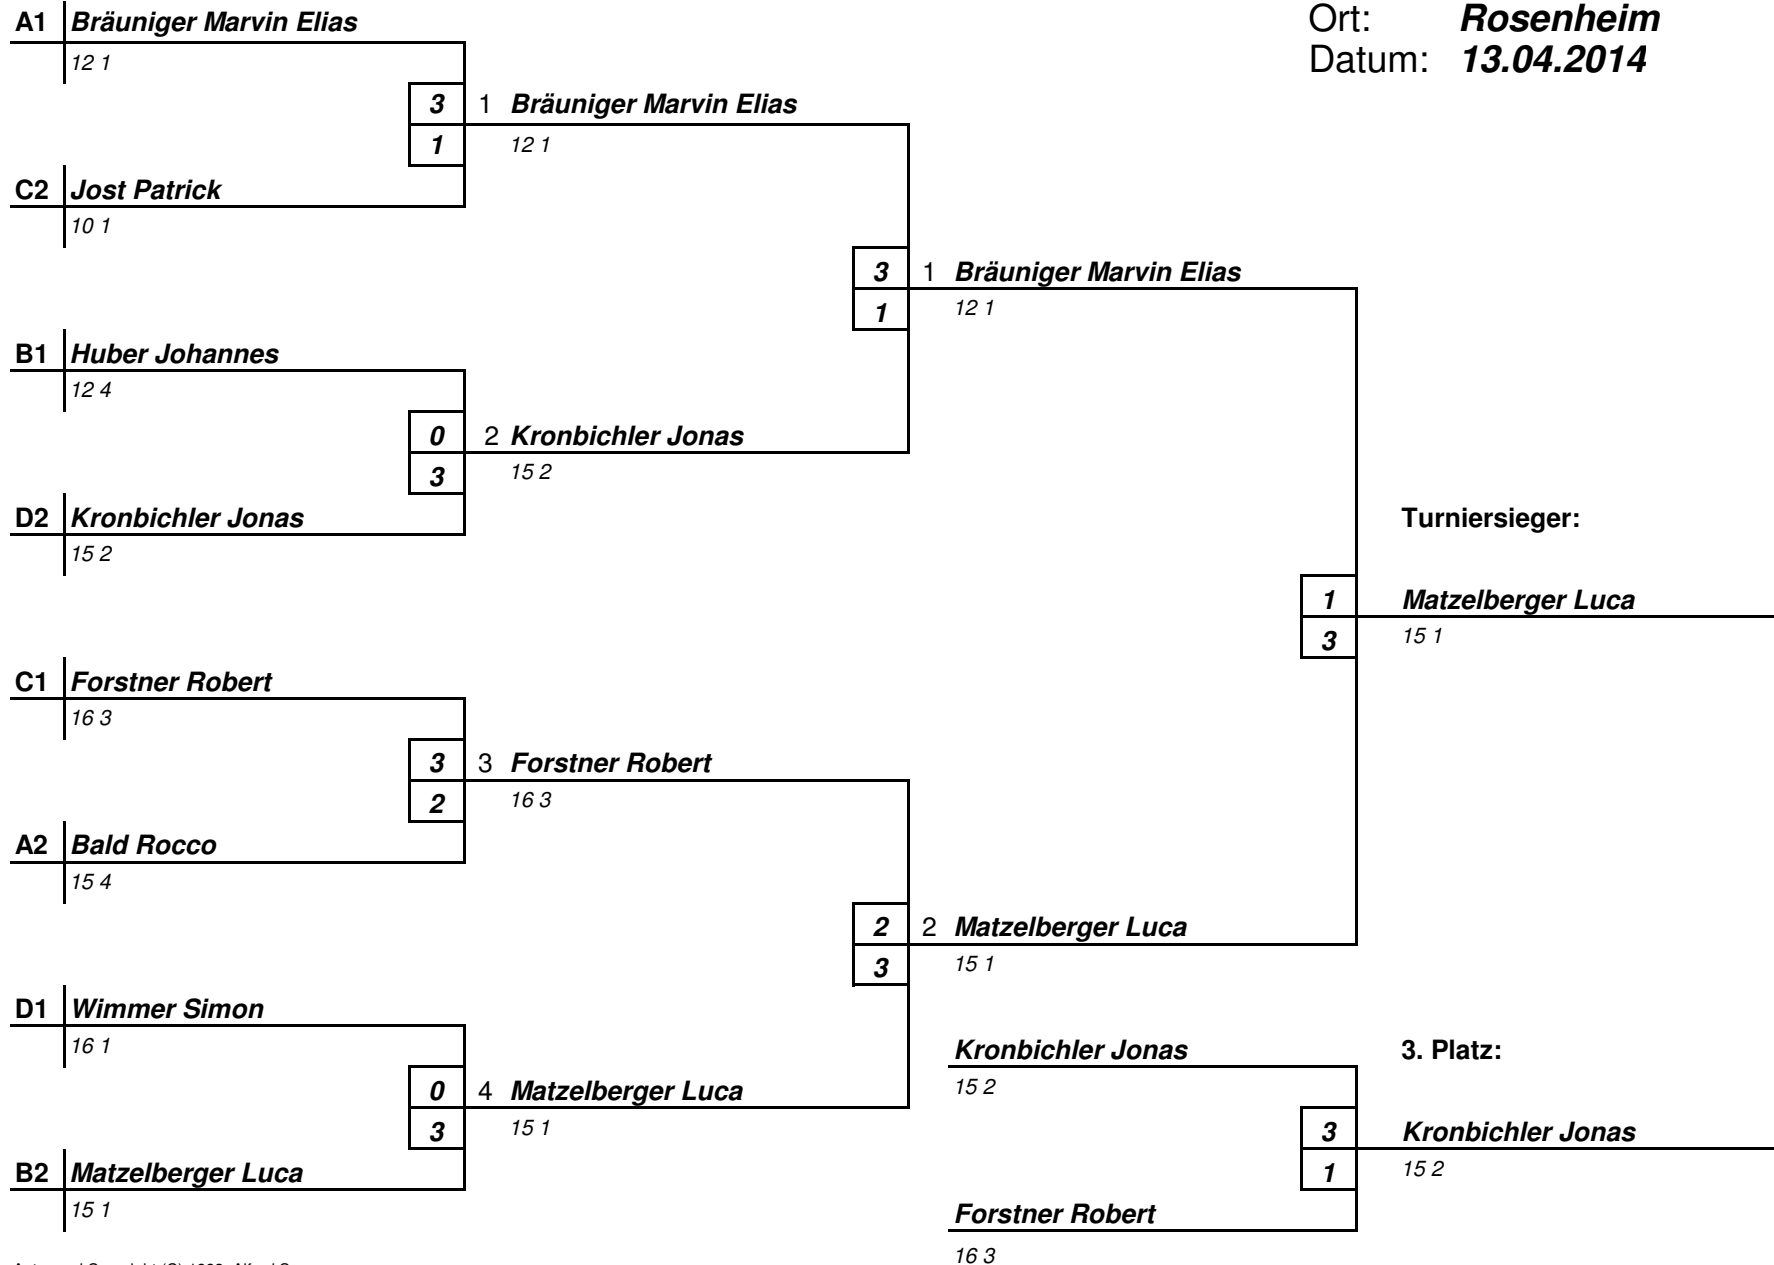 A1 Bräuniger Marvin Elias
12 1
Ort: Rosenheim
Datum: 13.04.2014
3 1 Bräuniger Marvin Elias
1 12 1
C2 Jost Patrick
10 1
3 1 Bräuniger Marvin Elias
1 12 1
B1 Huber Johannes
12 4
0 2 Kronbichler Jonas
3 15 2
D2 Kronbichler Jonas
15 2
Turniersieger:
1 Matzelberger Luca
3 15 1
C1 Forstner Robert
16 3
3 3 Forstner Robert
2 16 3
A2 Bald Rocco
15 4
2 2 Matzelberger Luca
3 15 1
D1 Wimmer Simon
16 1
Kronbichler Jonas
15 2
3. Platz:
0 4 Matzelberger Luca
3 15 1
3 Kronbichler Jonas
1 15 2
B2 Matzelberger Luca
15 1
Forstner Robert
16 3